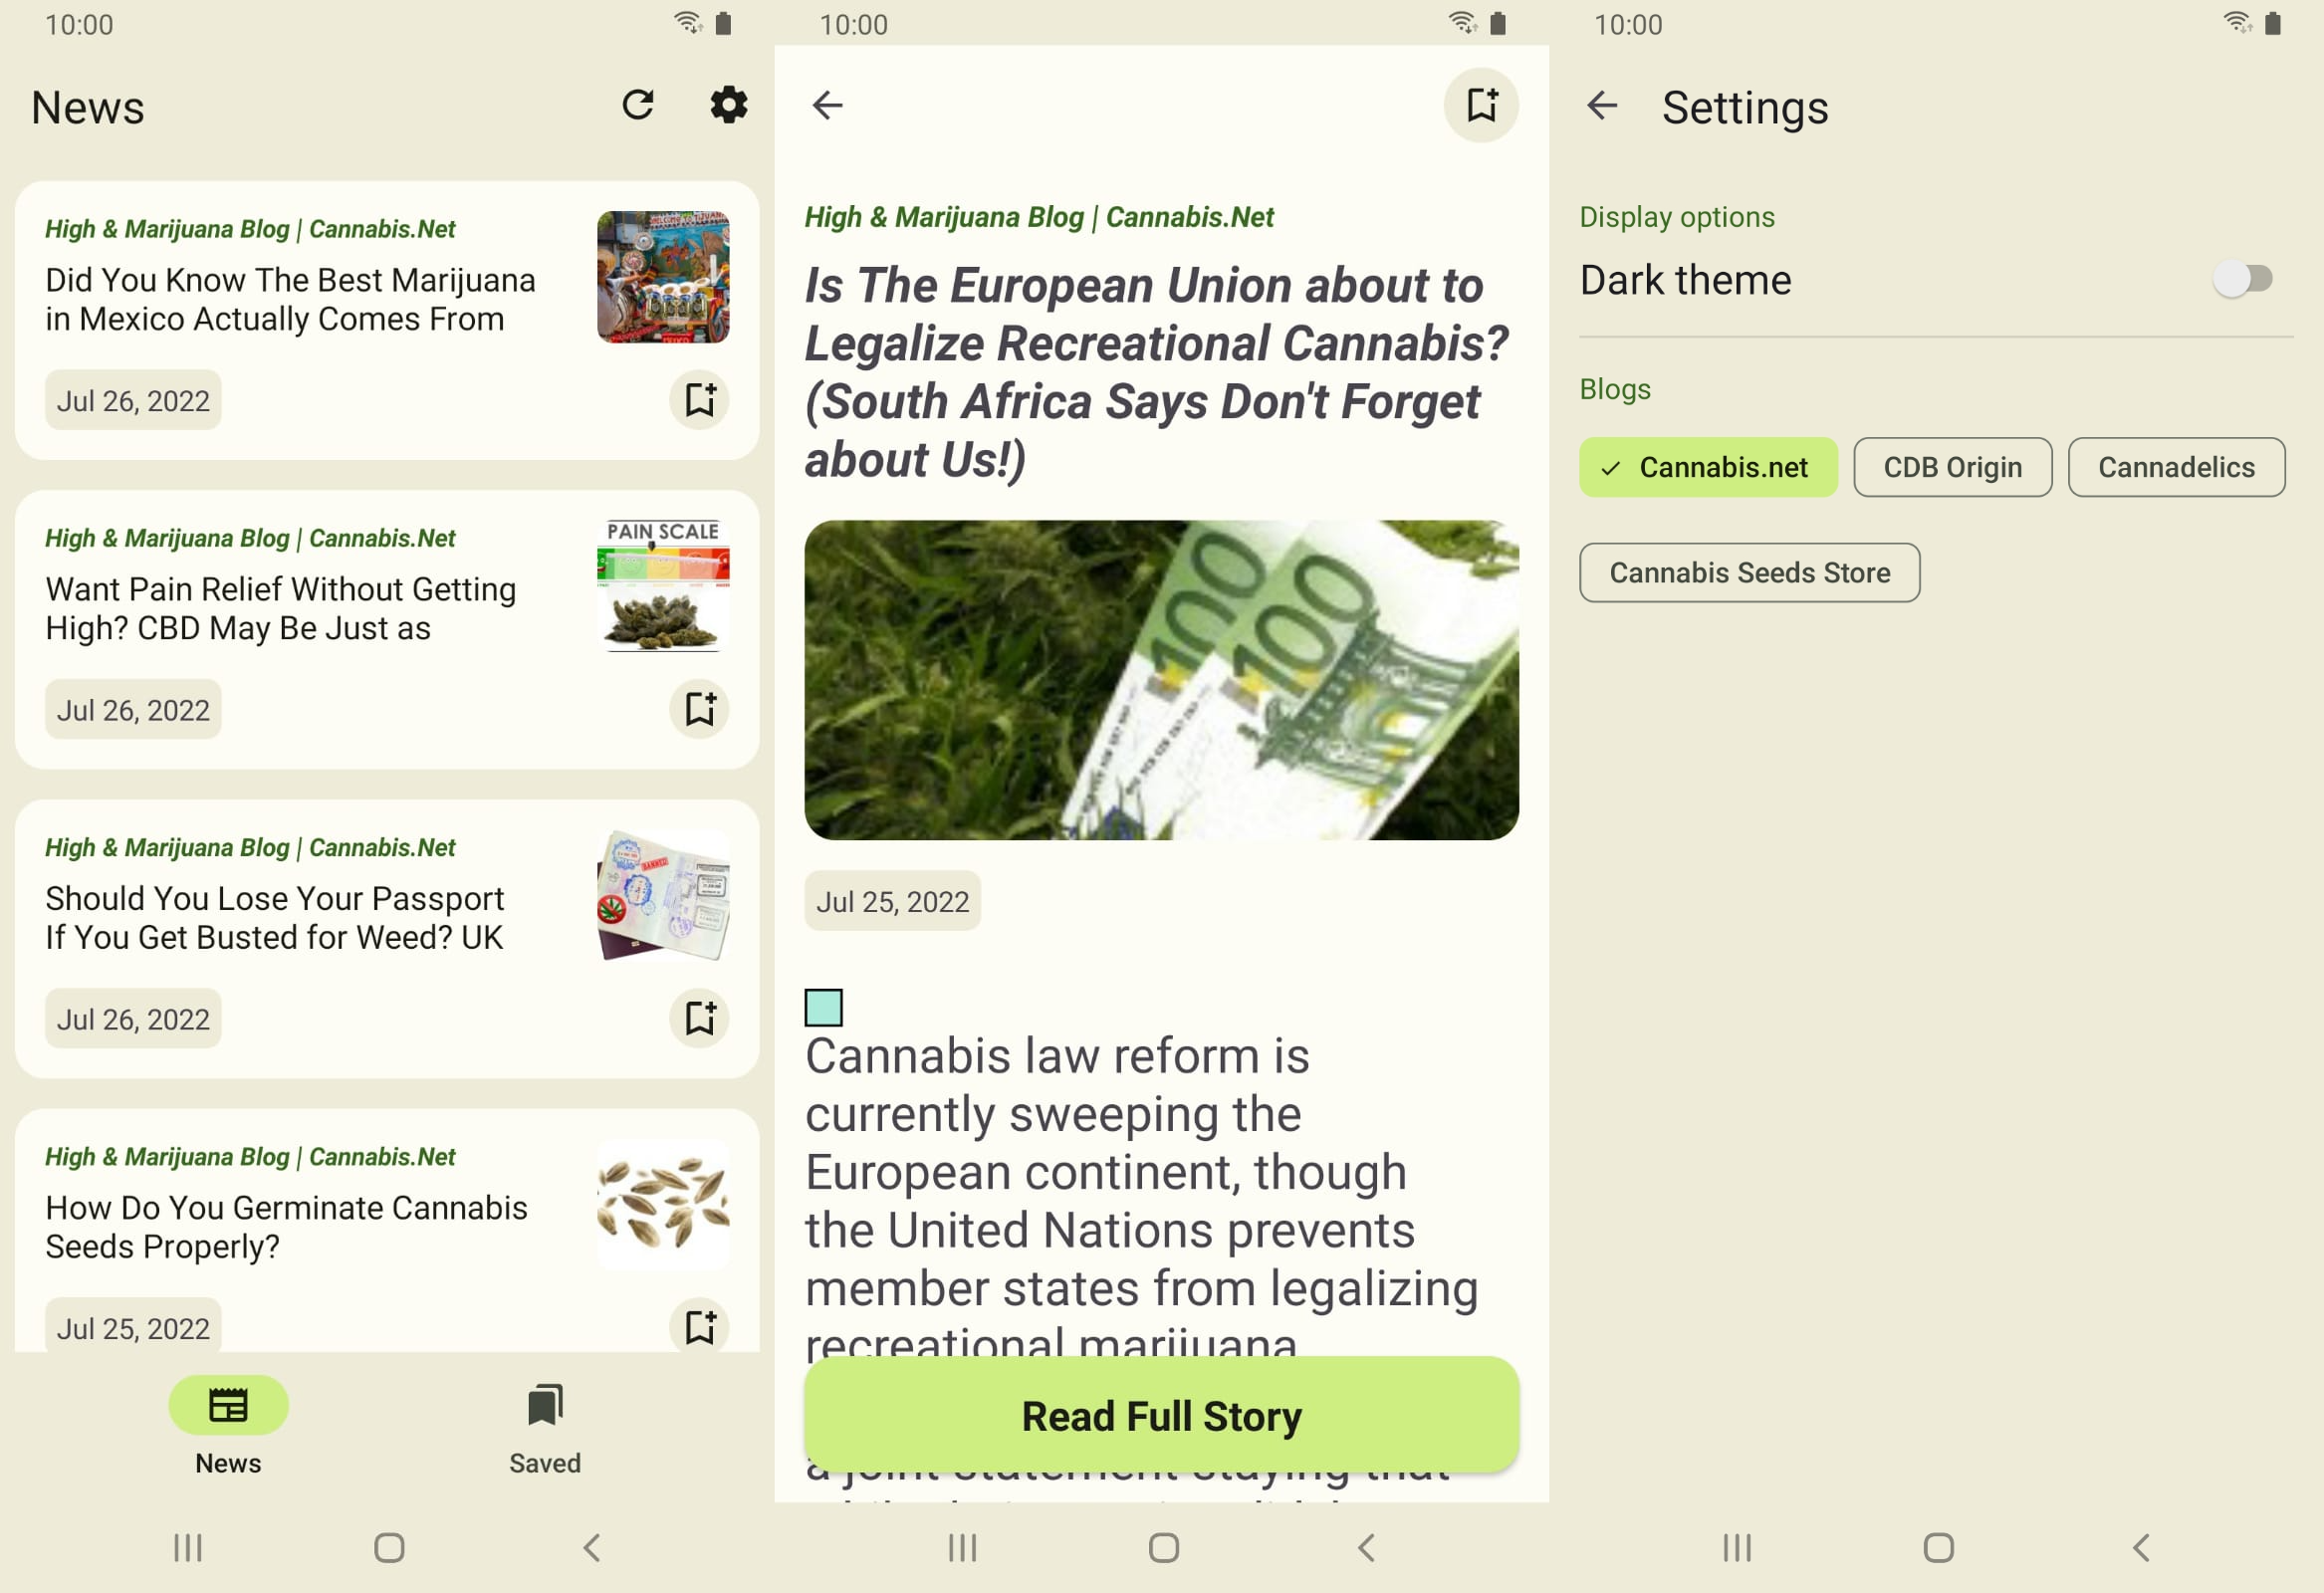 10:00
News
High & Marijuana Blog | Cannabis.Net
Did You Know The Best Marijuana
in Mexico Actually Comes From
Jul 26, 2022
High & Marijuana Blog | Cannabis.Net
Want Pain Relief Without Getting
High? CBD May Be Just as
PAIN SCALE
Jul 26, 2022
High & Marijuana Blog | Cannabis.Net
Should You Lose Your Passport
If You Get Busted for Weed? UK
Jul 26, 2022
High & Marijuana Blog | Cannabis.Net
How Do You Germinate Cannabis
Seeds Properly?
Jul 25, 2022
News
Saved
10:00
High & Marijuana Blog | Cannabis.Net
Is The European Union about to
Legalize Recreational Cannabis?
(South Africa Says Don't Forget
about Us!)
100
100
Jul 25, 2022
Cannabis law reform is
currently sweeping the
European continent, though
the United Nations prevents
member states from legalizing
recreational marijuana
Read Full Story
a joint statement staying that
10:00
Settings
Display options
Dark theme
Blogs
Cannabis.net
CDB Origin
Cannadelics
Cannabis Seeds Store